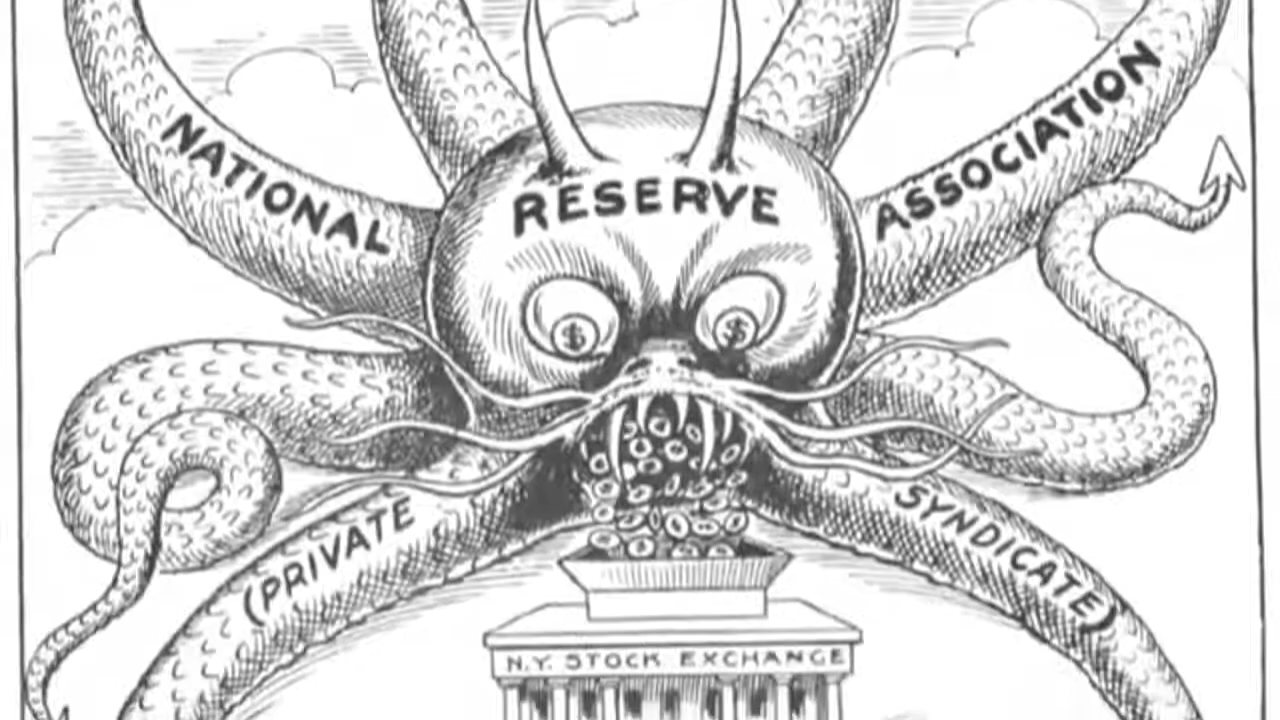 NATIONAL
RESERVE
ASSOCIATION
$ $
(PRIVATE
SYNDICATE)
N.Y. STOCK EXCHANGE